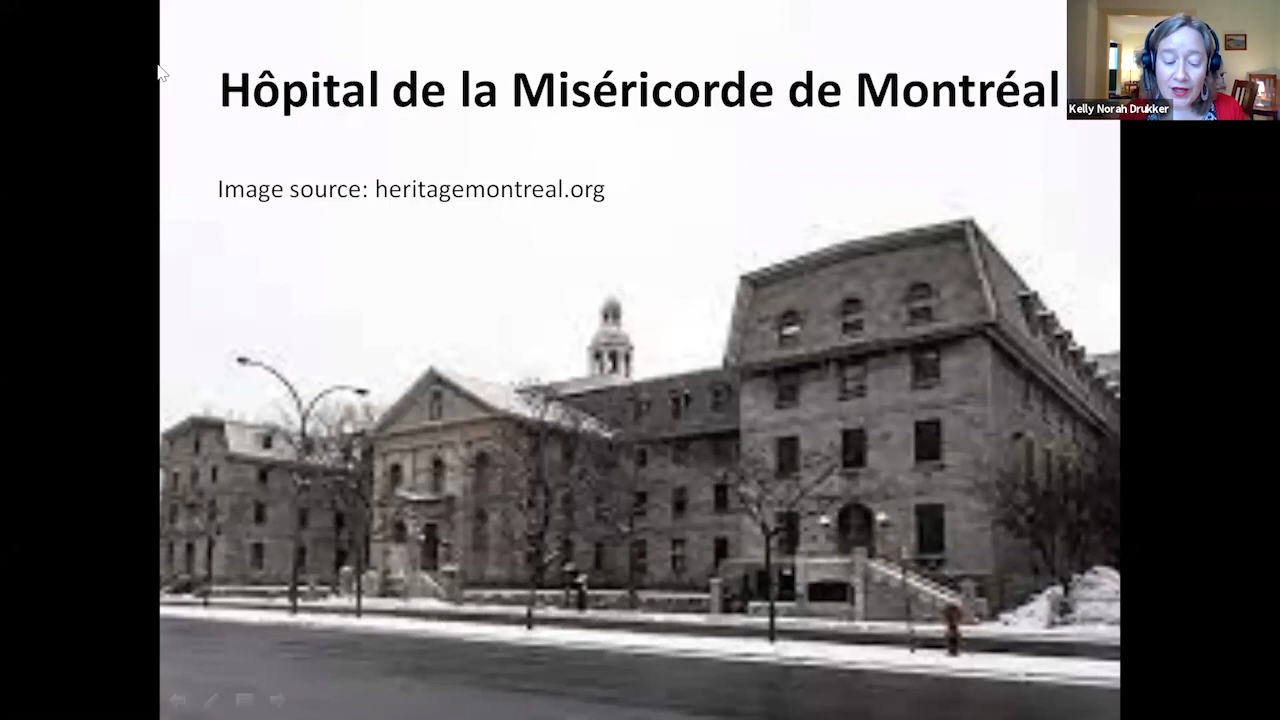 Hôpital de la Miséricorde de Montréal
Kelly Norah Drukker
Image source: heritagemontreal.org